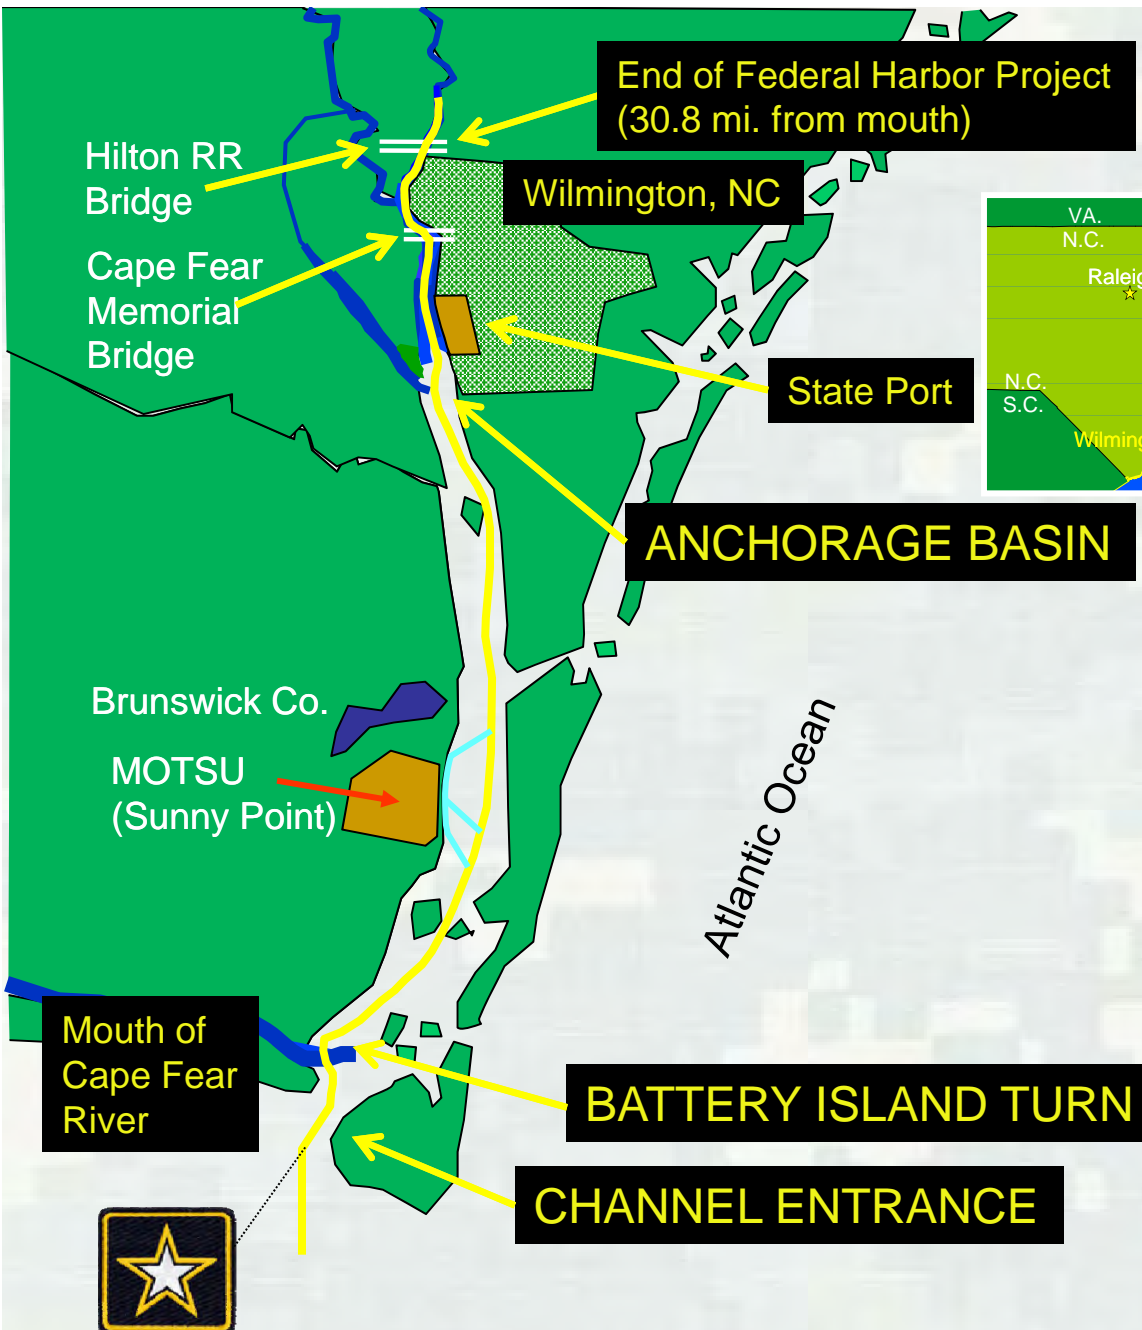 End of Federal Harbor Project
(30.8 mi. from mouth)
Hilton RR
Bridge
Wilmington, NC
VA.
N.C.
Cape Fear
Memorial
Bridge
Raleig
State Port
N.C.
S.C.
Wilming
ANCHORAGE BASIN
Brunswick Co.
MOTSU
(Sunny Point)
Atlantic Ocean
Mouth of
Cape Fear
River
BATTERY ISLAND TURN
CHANNEL ENTRANCE